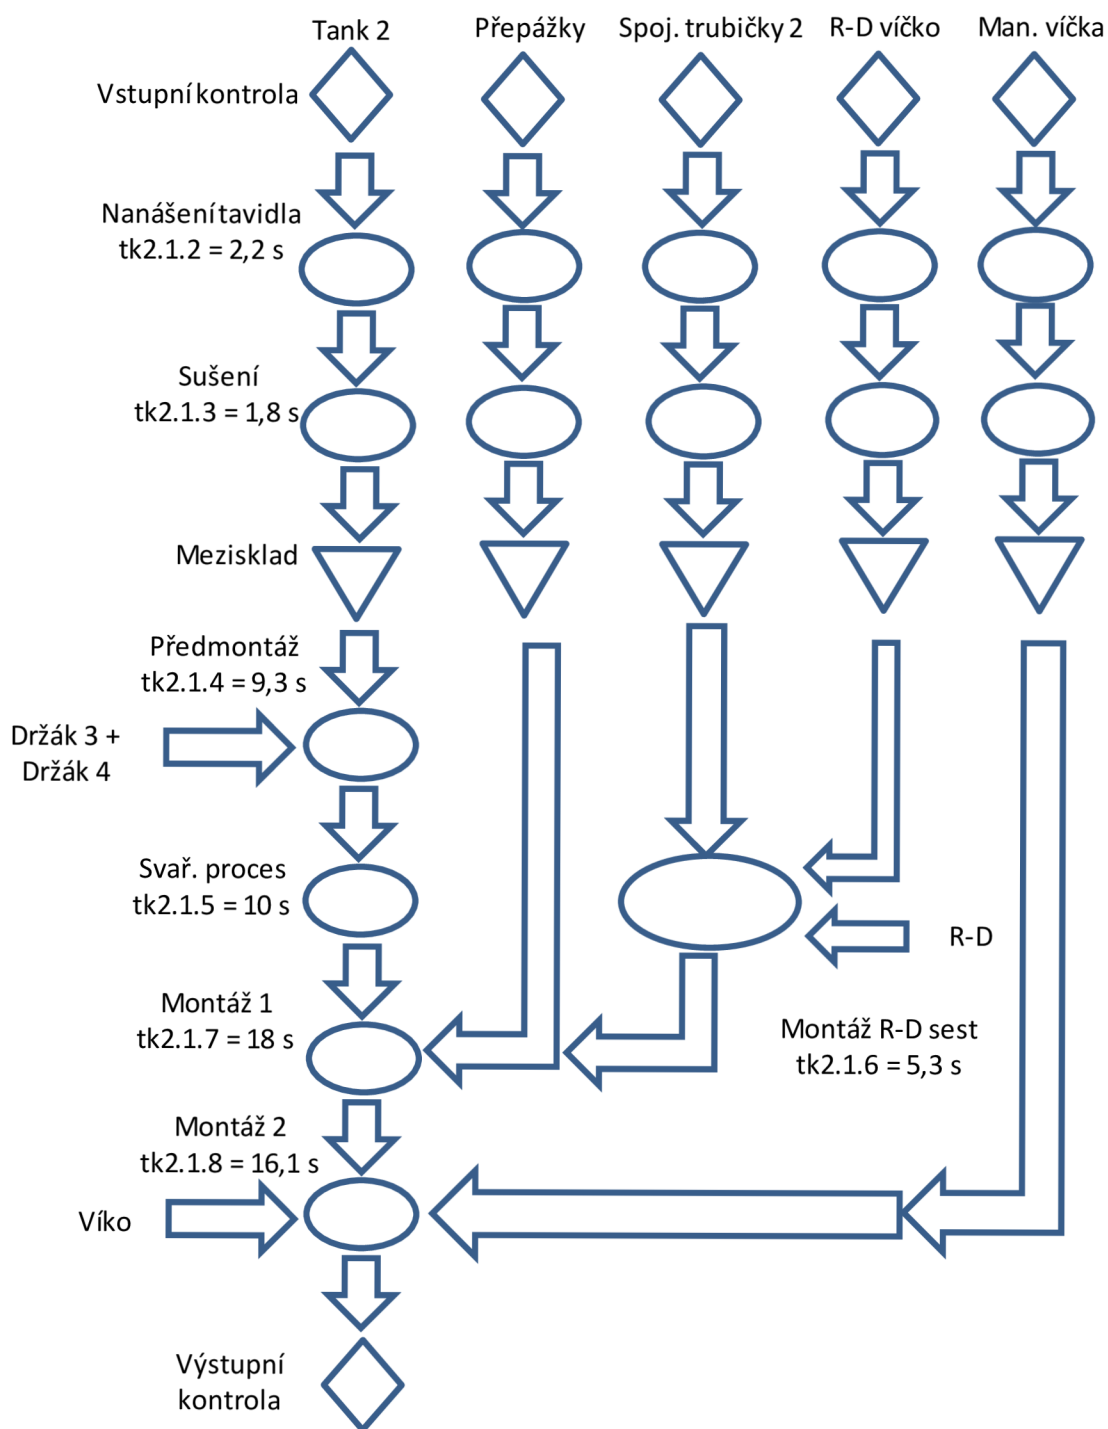 Tank 2
Přepážky
Spoj. trubičky 2
R-D víčko
Man. víčka
Vstupní kontrola
Nanášení tavidla
tk2.1.2 = 2,2 s
Sušení
tk2.1.3 = 1,8 s
Mezisklad
Předmontáž
tk2.1.4 = 9,3 s
Držák 3 +
Držák 4
Svař. proces
tk2.1.5 = 10 s
R-D
Montáž 1
tk2.1.7 = 18 s
Montáž R-D sest
tk2.1.6 = 5,3 s
Montáž 2
tk2.1.8 = 16,1 s
Víko
Výstupní
kontrola